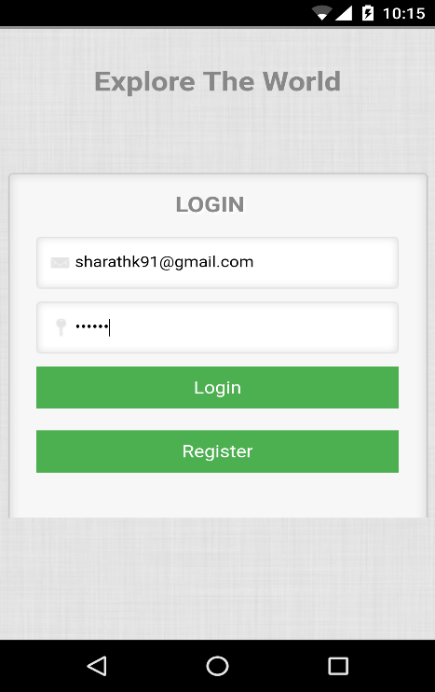 10:15
Explore The World
LOGIN
sharathk91@gmail.com
••••••
Login
Register